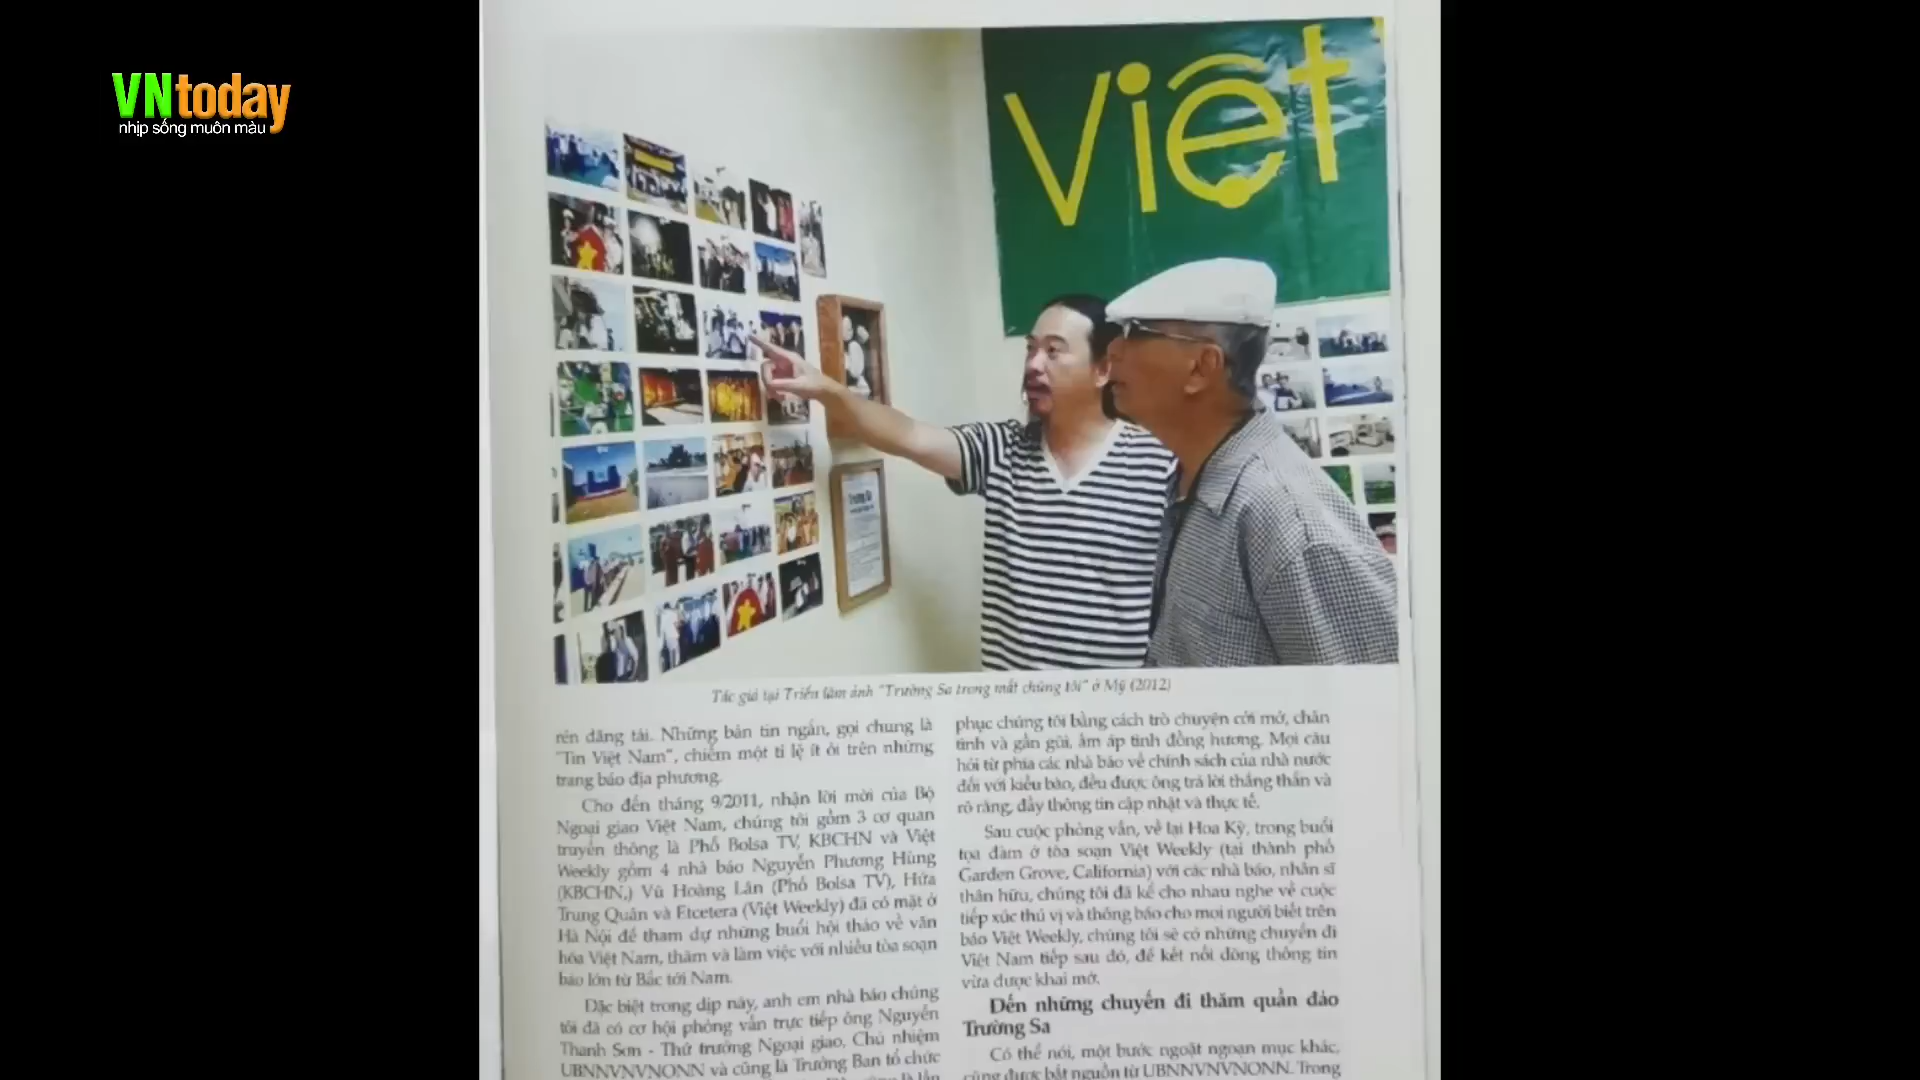 VNtoday
nhịp sống muôn màu
Việt
Trường Sa
Tác giả tại Triển lãm ảnh "Trường Sa trong mắt chúng tôi" ở Mỹ (2012)
rên đăng tải. Những bản tin ngắn, gọi chung là
"Tin Việt Nam", chiếm một tỉ lệ ít ỏi trên những
trang báo địa phương.
Cho đến tháng 9/2011, nhận lời mời của Bộ
Ngoại giao Việt Nam, chúng tôi gồm 3 cơ quan
truyền thông là Phố Bolsa TV, KBCHN và Việt
Weekly gồm 4 nhà báo Nguyễn Phương Hùng
(KBCHN,) Vũ Hoàng Lân (Phố Bolsa TV), Hứa
Trung Quân và Etcetera (Việt Weekly) đã có mặt ở
Hà Nội để tham dự những buổi hội thảo về văn
hóa Việt Nam, thăm và làm việc với nhiều tòa soạn
báo lớn từ Bắc tới Nam.
Đặc biệt trong dịp này, anh em nhà báo chúng
tôi đã có cơ hội phỏng vấn trực tiếp ông Nguyễn
Thanh Sơn - Thứ trưởng Ngoại giao, Chủ nhiệm
UBNNVNVNONN và cũng là Trưởng Ban tổ chức
phục chúng tôi bằng cách trò chuyện cởi mở, chân
tình và gần gũi, ấm áp tình đồng hương. Mọi câu
hỏi từ phía các nhà báo về chính sách của nhà nước
đối với kiều bào, đều được ông trả lời thẳng thắn và
rõ ràng, đầy thông tin cập nhật và thực tế.
Sau cuộc phỏng vấn, về lại Hoa Kỳ, trong buổi
tọa đàm ở tòa soạn Việt Weekly (tại thành phố
Garden Grove, California) với các nhà báo, nhân sĩ
thân hữu, chúng tôi đã kể cho nhau nghe về cuộc
tiếp xúc thú vị và thông báo cho mọi người biết trên
báo Việt Weekly, chúng tôi sẽ có những chuyến đi
Việt Nam tiếp sau đó, để kết nối dòng thông tin
vừa được khai mở.
Đến những chuyến đi thăm quần đảo
Trường Sa
Có thể nói, một bước ngoặt ngoạn mục khác,
cũng được bắt nguồn từ UBNNVNVNONN. Trong